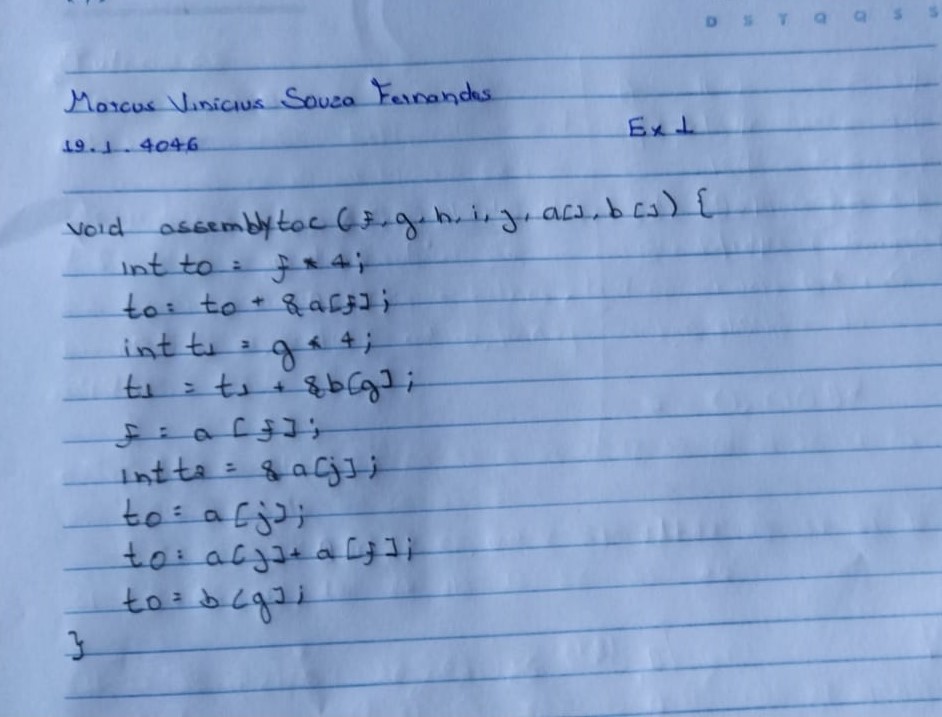 D S T Q Q S S
Marcus Vinicius Souza Fernandes
Ex 1
19.1.4046
void assemblytoc (f, g, h, i, j, a[], b[]) {
int t0 = f * 4;
t0 = t0 + &a[f];
int t1 = g * 4;
t1 = t1 + &b[g];
f = a[f];
int t2 = &a[j];
t0 = a[j];
t0 = a[j] + a[f];
t0 = b[g];
}